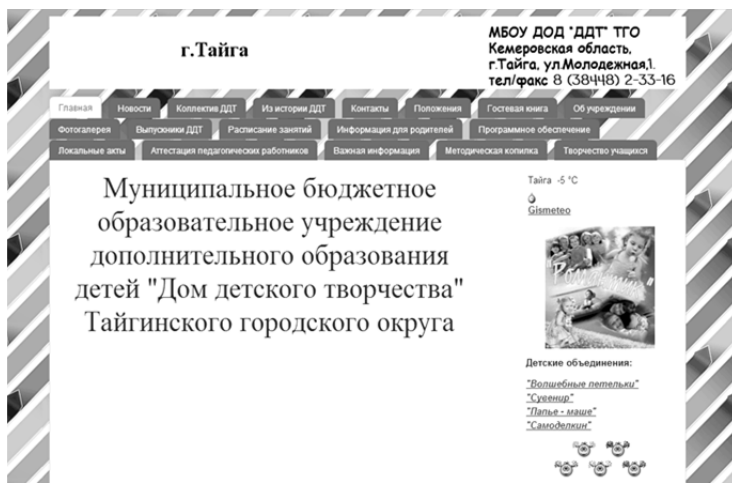 г.Тайга
МБОУ ДОД "ДДТ" ТГО
Кемеровская область,
г.Тайга, ул.Молодежная,1.
тел/факс 8 (38448) 2-33-16
Главная Новости Коллектив ДДТ Из истории ДДТ Контакты Положения Гостевая книга Об учреждении
Фотогалерея Выпускники ДДТ Расписание занятий Информация для родителей Программное обеспечение
Локальные акты Аттестация педагогических работников Важная информация Методическая копилка Творчество учащихся
Муниципальное бюджетное
образовательное учреждение
дополнительного образования
детей "Дом детского творчества"
Тайгинского городского округа
Тайга -5 °C
Gismeteo
Детские объединения:
"Волшебные петельки"
"Сувенир"
"Папье - маше"
"Самоделкин"